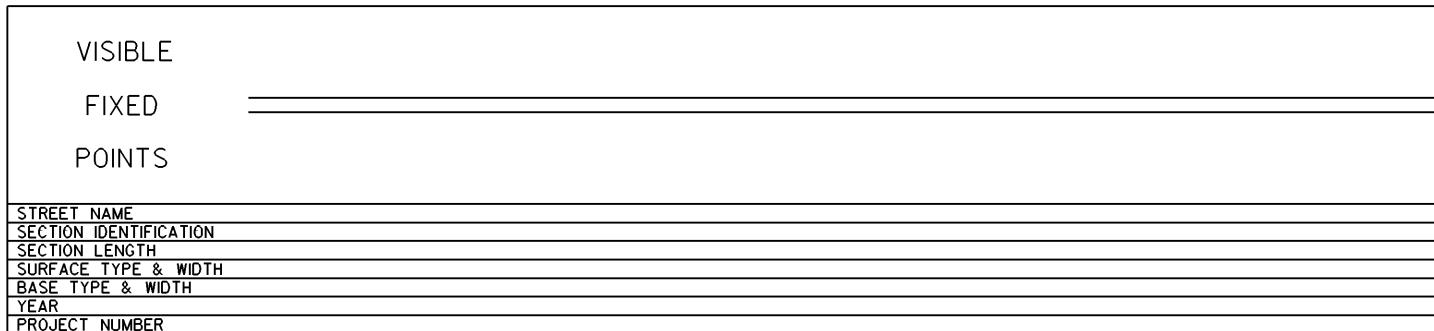 VISIBLE
FIXED
POINTS
STREET NAME
SECTION IDENTIFICATION
SECTION LENGTH
SURFACE TYPE & WIDTH
BASE TYPE & WIDTH
YEAR
PROJECT NUMBER